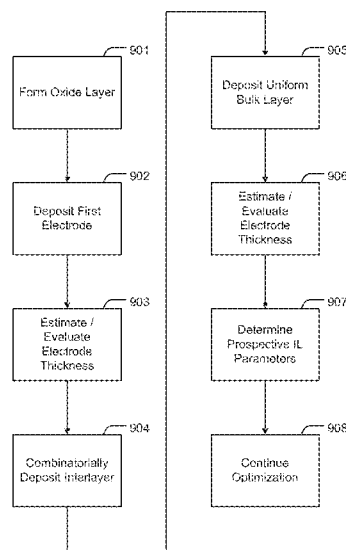 901
Form Oxide Layer
902
Deposit First
Electrode
903
Estimate /
Evaluate
Electrode
Thickness
904
Combinatorially
Deposit Interlayer
905
Deposit Uniform
Bulk Layer
906
Estimate /
Evaluate
Electrode
Thickness
907
Determine
Prospective IL
Parameters
908
Continue
Optimization